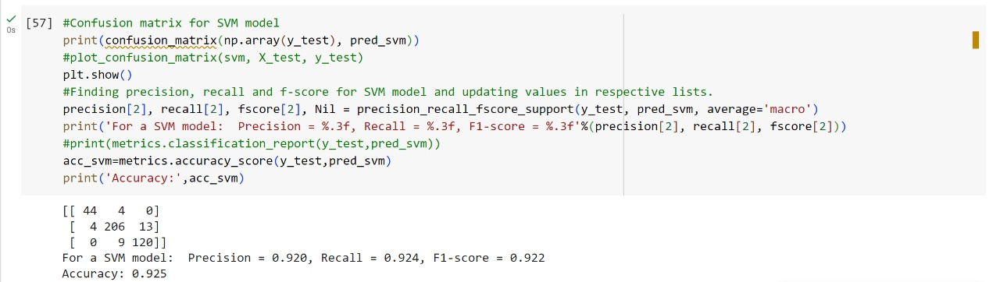 [57] #Confusion matrix for SVM model
print(confusion_matrix(np.array(y_test), pred_svm))
#plot_confusion_matrix(svm, X_test, y_test)
plt.show()
#Finding precision, recall and f-score for SVM model and updating values in respective lists.
precision[2], recall[2], fscore[2], Nil = precision_recall_fscore_support(y_test, pred_svm, average='macro')
print('For a SVM model:  Precision = %.3f, Recall = %.3f, F1-score = %.3f'%(precision[2], recall[2], fscore[2]))
#print(metrics.classification_report(y_test,pred_svm))
acc_svm=metrics.accuracy_score(y_test,pred_svm)
print('Accuracy:',acc_svm)
0s
[[ 44   4   0]
 [  4 206  13]
 [  0   9 120]]
For a SVM model:  Precision = 0.920, Recall = 0.924, F1-score = 0.922
Accuracy: 0.925